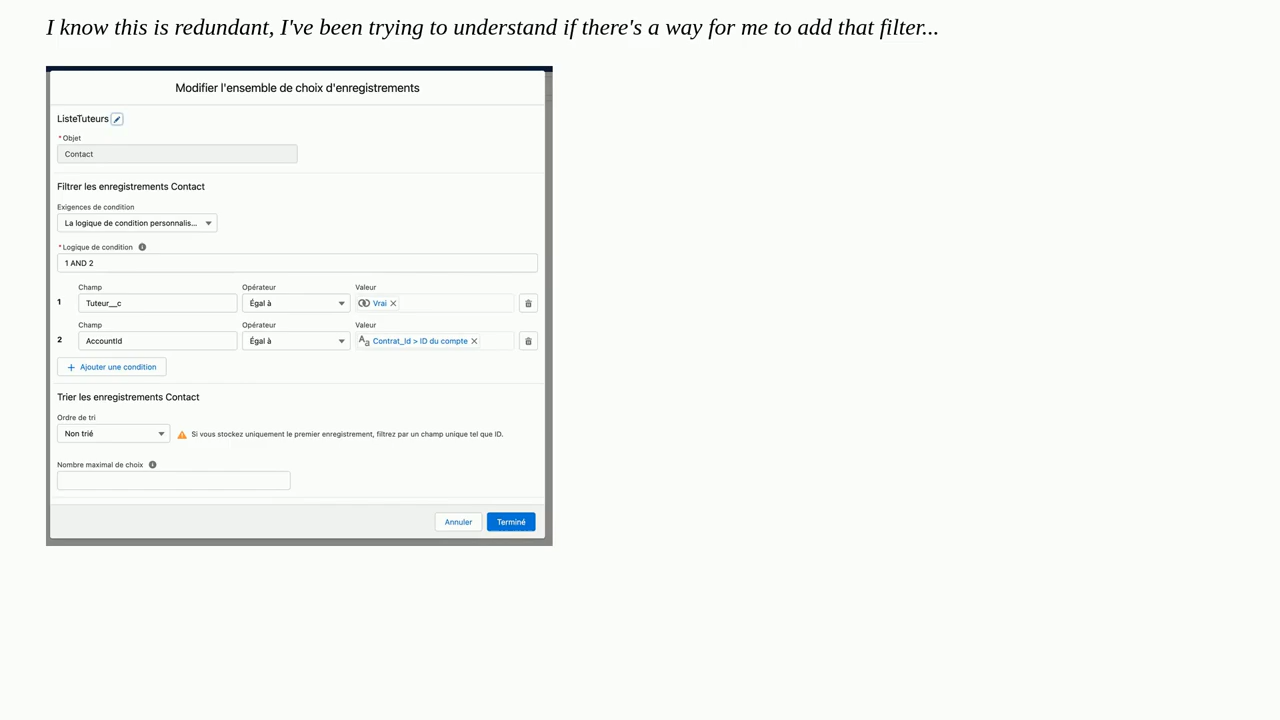 I know this is redundant, I've been trying to understand if there's a way for me to add that filter...
Modifier l'ensemble de choix d'enregistrements
ListeTuteurs
* Objet
Contact
Filtrer les enregistrements Contact
Exigences de condition
La logique de condition personnalis...
* Logique de condition
1 AND 2
Champ Opérateur Valeur
1 Tuteur__c Égal à Vrai
Champ Opérateur Valeur
2 AccountId Égal à Contrat_Id > ID du compte
+ Ajouter une condition
Trier les enregistrements Contact
Ordre de tri
Non trié Si vous stockez uniquement le premier enregistrement, filtrez par un champ unique tel que ID.
Nombre maximal de choix
Annuler Terminé